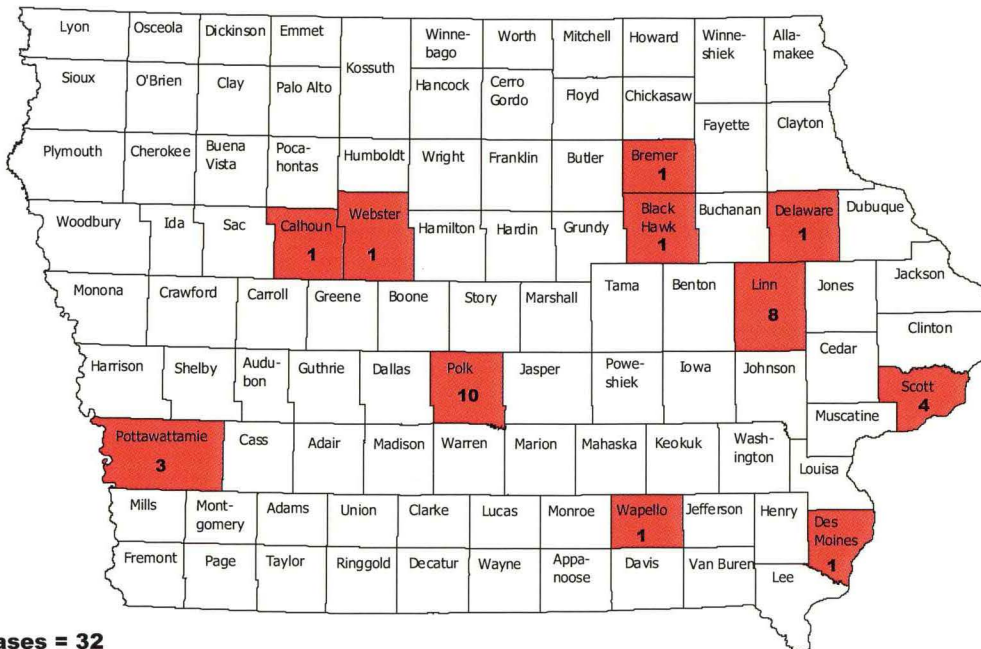 Lyon
Osceola
Dickinson
Emmet
Kossuth
Winne-
bago
Worth
Mitchell
Howard
Winne-
shiek
Alla-
makee
Sioux
O'Brien
Clay
Palo Alto
Hancock
Cerro
Gordo
Floyd
Chickasaw
Fayette
Clayton
Plymouth
Cherokee
Buena
Vista
Poca-
hontas
Humboldt
Wright
Franklin
Butler
Bremer
1
Woodbury
Ida
Sac
Calhoun
1
Webster
1
Hamilton
Hardin
Grundy
Black
Hawk
1
Buchanan
Delaware
1
Dubuque
Monona
Crawford
Carroll
Greene
Boone
Story
Marshall
Tama
Benton
Linn
8
Jones
Jackson
Clinton
Harrison
Shelby
Audu-
bon
Guthrie
Dallas
Polk
10
Jasper
Powe-
shiek
Iowa
Johnson
Cedar
Scott
4
Muscatine
Pottawattamie
3
Cass
Adair
Madison
Warren
Marion
Mahaska
Keokuk
Wash-
ington
Louisa
Mills
Mont-
gomery
Adams
Union
Clarke
Lucas
Monroe
Wapello
1
Jefferson
Henry
Des
Moines
1
Fremont
Page
Taylor
Ringgold
Decatur
Wayne
Appa-
noose
Davis
Van Buren
Lee
ases = 32